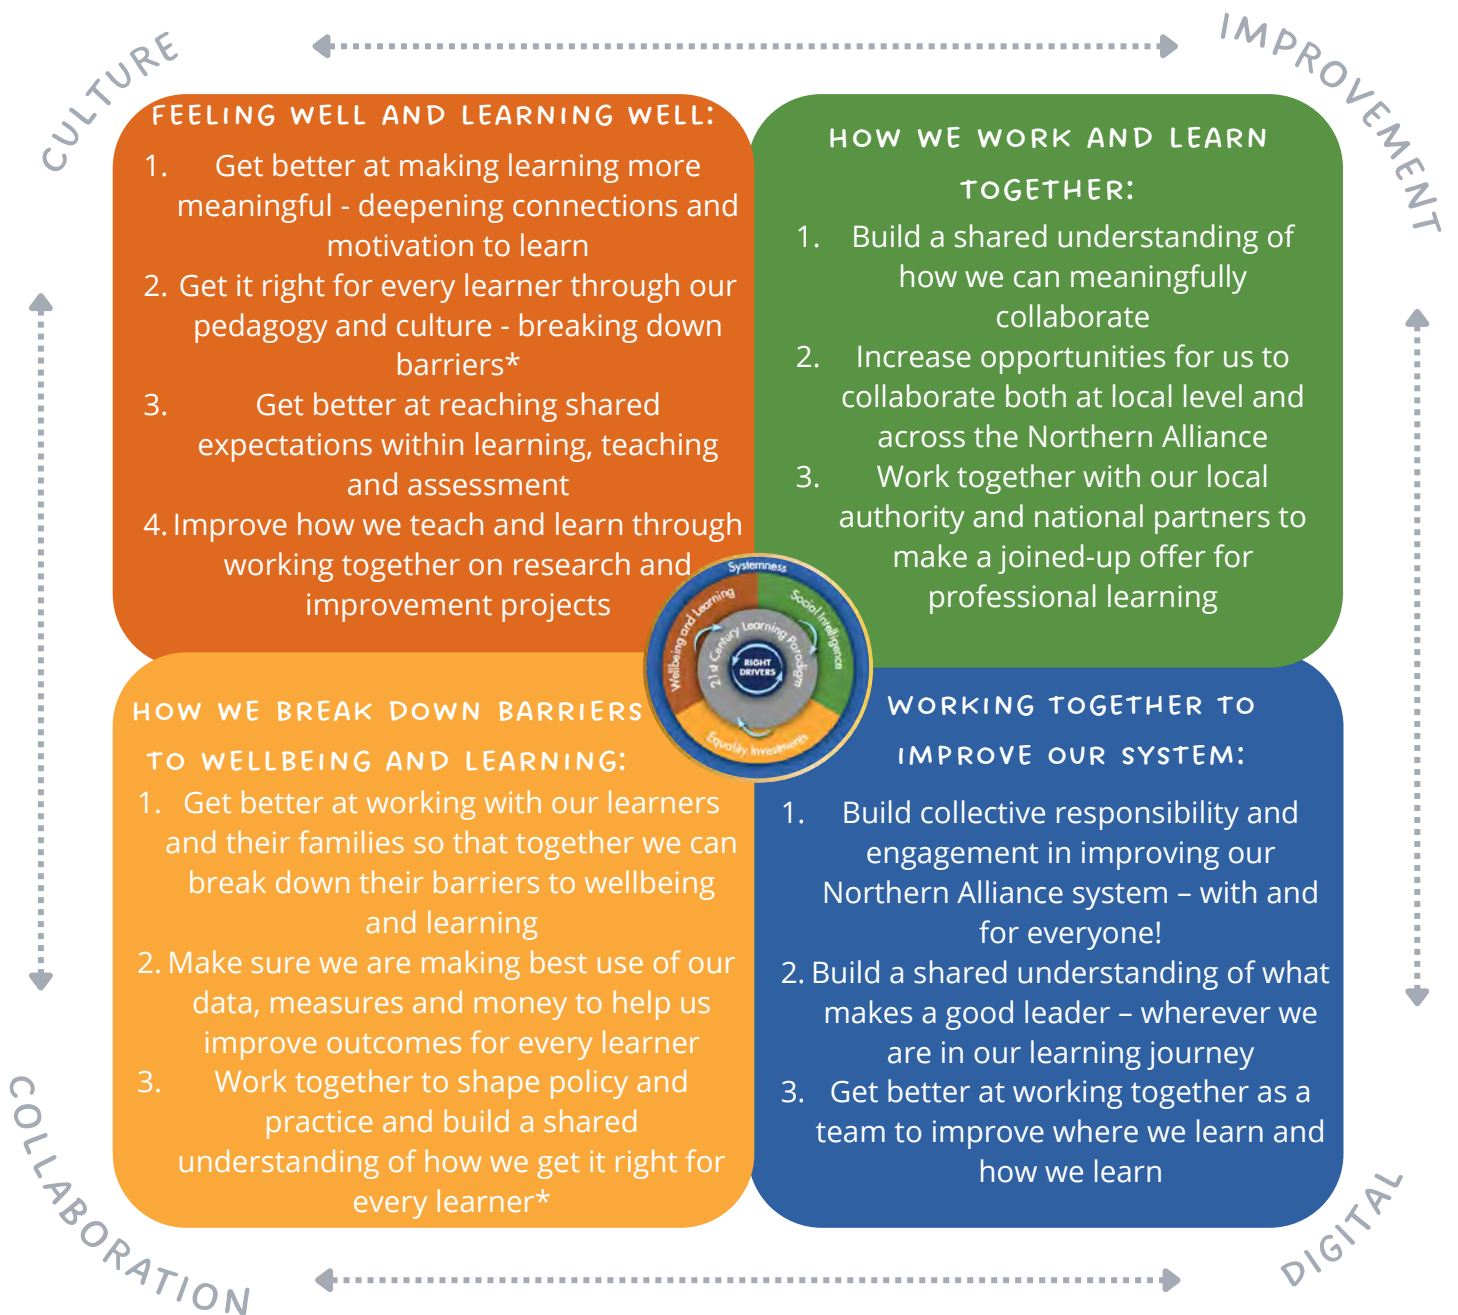 CULTURE
IMPROVEMENT
FEELING WELL AND LEARNING WELL:
1. Get better at making learning more
meaningful - deepening connections and
motivation to learn
2. Get it right for every learner through our
pedagogy and culture - breaking down
barriers*
3. Get better at reaching shared
expectations within learning, teaching
and assessment
4. Improve how we teach and learn through
working together on research and
improvement projects
HOW WE WORK AND LEARN
TOGETHER:
1. Build a shared understanding of
how we can meaningfully
collaborate
2. Increase opportunities for us to
collaborate both at local level and
across the Northern Alliance
3. Work together with our local
authority and national partners to
make a joined-up offer for
professional learning
Systemness
Wellbeing and Learning
Social Intelligence
21st Century Learning Paradigm
RIGHT
DRIVERS
Equality Investments
HOW WE BREAK DOWN BARRIERS
TO WELLBEING AND LEARNING:
1. Get better at working with our learners
and their families so that together we can
break down their barriers to wellbeing
and learning
2. Make sure we are making best use of our
data, measures and money to help us
improve outcomes for every learner
3. Work together to shape policy and
practice and build a shared
understanding of how we get it right for
every learner*
WORKING TOGETHER TO
IMPROVE OUR SYSTEM:
1. Build collective responsibility and
engagement in improving our
Northern Alliance system – with and
for everyone!
2. Build a shared understanding of what
makes a good leader – wherever we
are in our learning journey
3. Get better at working together as a
team to improve where we learn and
how we learn
COLLABORATION
DIGITAL